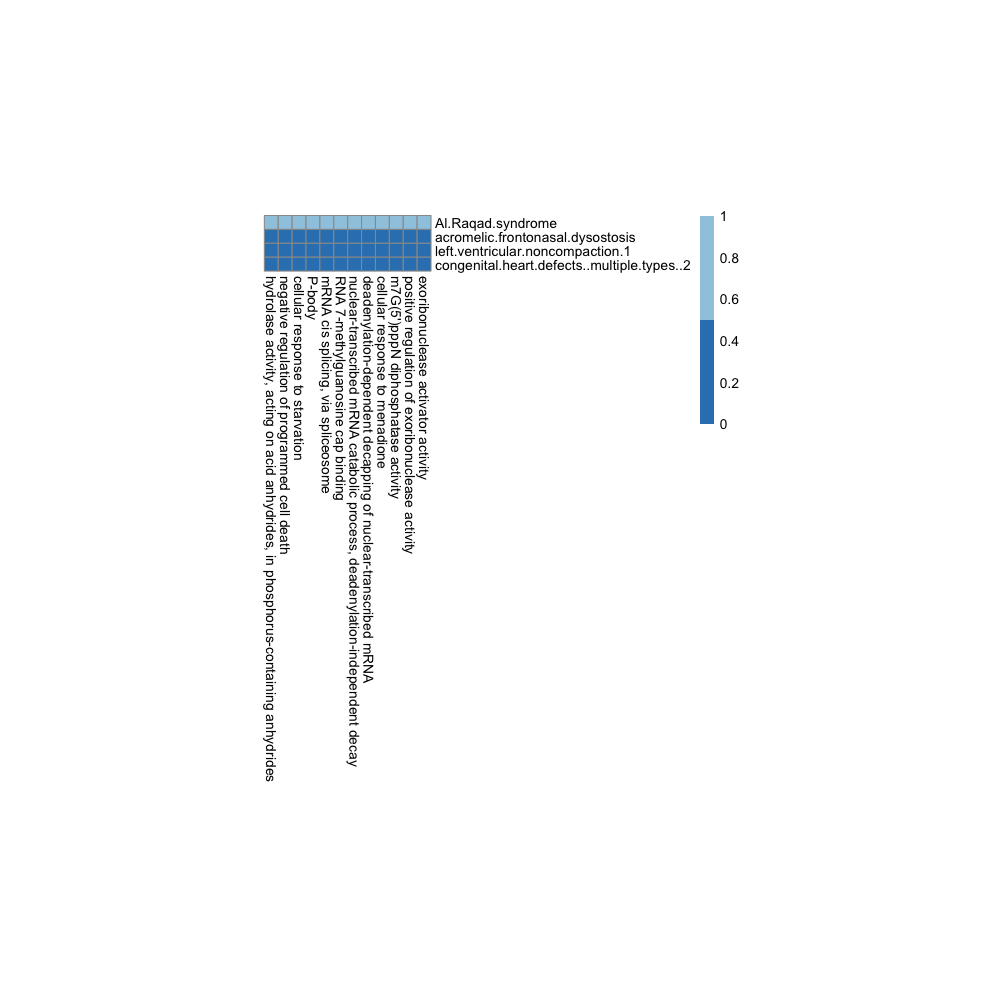 Al.Raqad.syndrome
acromelic.frontonasal.dysostosis
left.ventricular.noncompaction.1
congenital.heart.defects..multiple.types..2
1
0.8
0.6
0.4
0.2
0
hydrolase activity, acting on acid anhydrides, in phosphorus-containing anhydrides
negative regulation of programmed cell death
cellular response to starvation
P-body
mRNA cis splicing, via spliceosome
RNA 7-methylguanosine cap binding
nuclear-transcribed mRNA catabolic process, deadenylation-independent decay
deadenylation-dependent decapping of nuclear-transcribed mRNA
cellular response to menadione
m7G(5')pppN diphosphatase activity
positive regulation of exoribonuclease activity
exoribonuclease activator activity